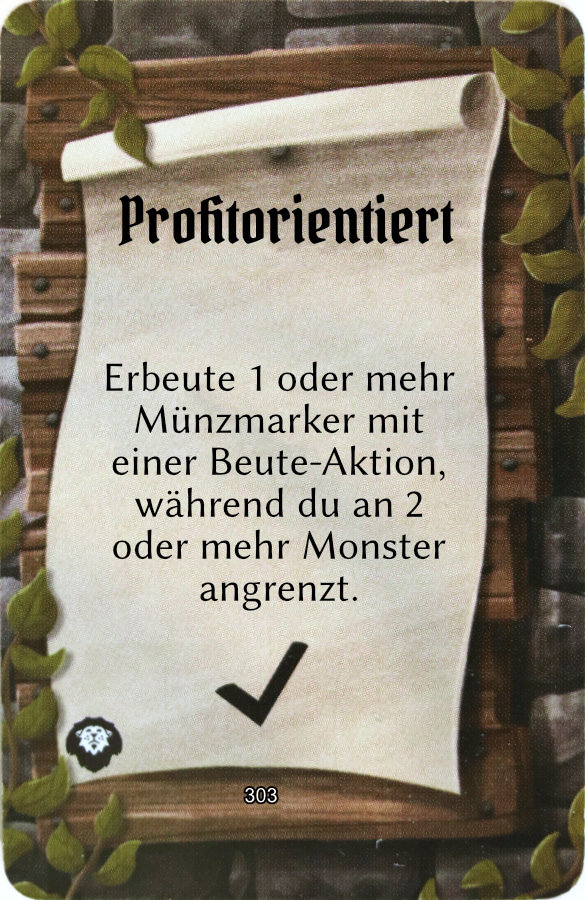 Profitorientiert
Erbeute 1 oder mehr
Münzmarker mit
einer Beute-Aktion,
während du an 2
oder mehr Monster
angrenzt.
303